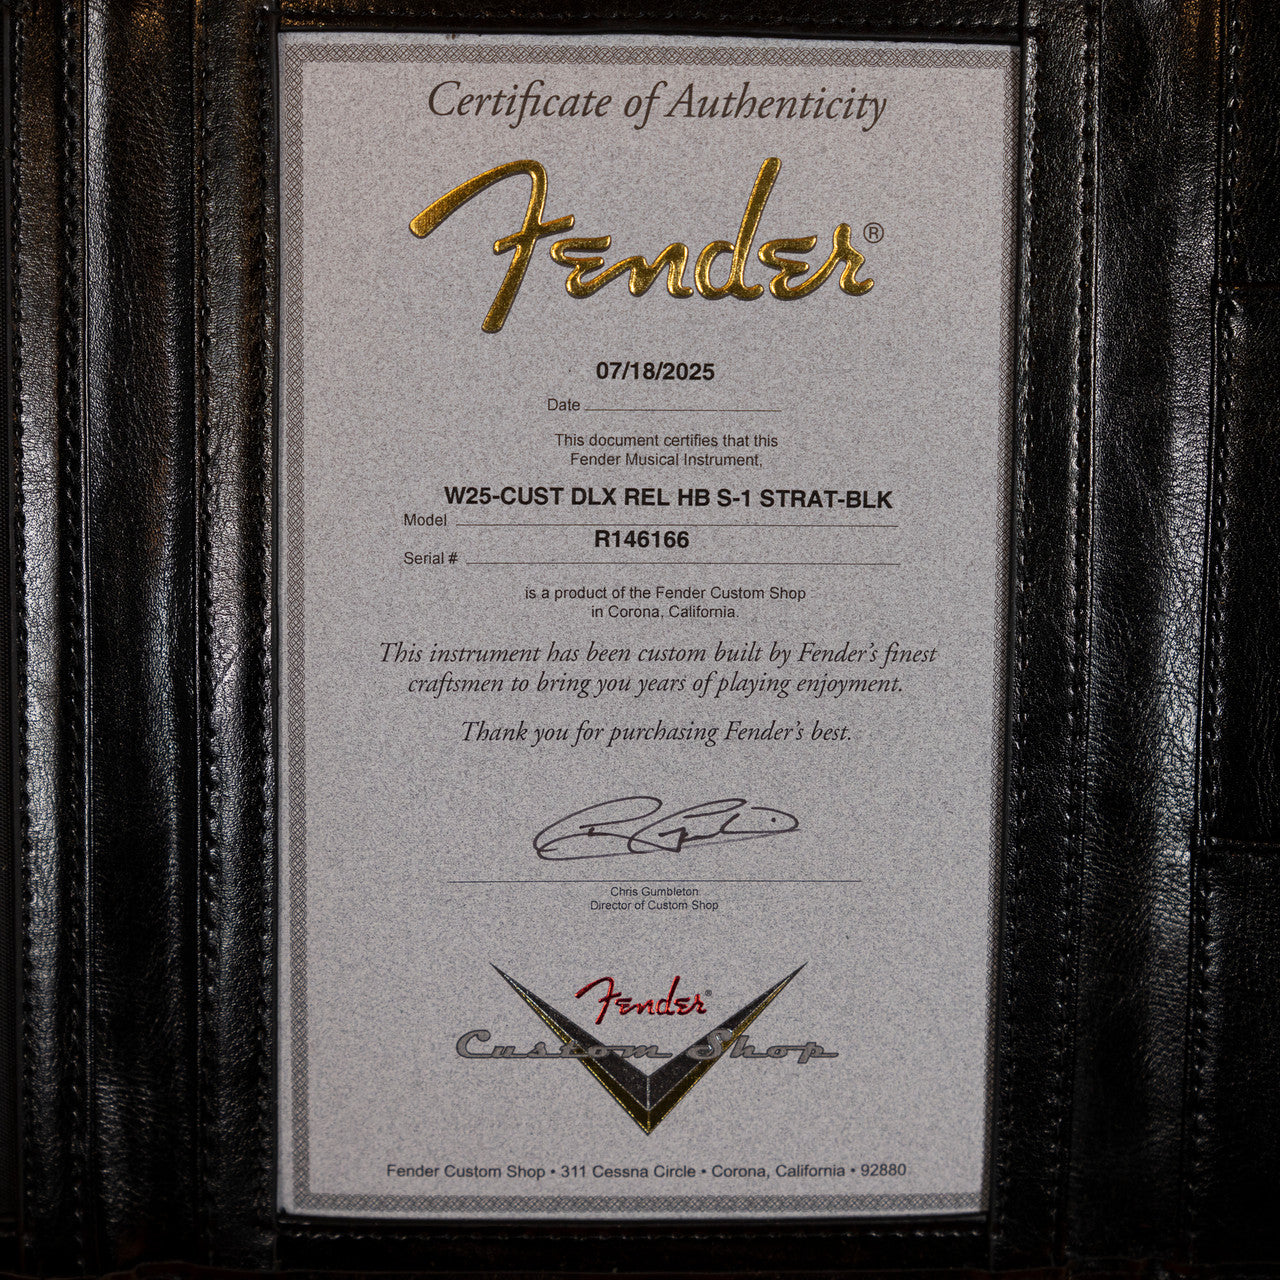 Certificate of Authenticity
Fender®
07/18/2025
Date
This document certifies that this
Fender Musical Instrument,
W25-CUST DLX REL HB S-1 STRAT-BLK
Model
R146166
Serial #
is a product of the Fender Custom Shop
in Corona, California.
This instrument has been custom built by Fender's finest
craftsmen to bring you years of playing enjoyment.
Thank you for purchasing Fender's best.
Chris Gumbleton
Director of Custom Shop
Fender®
Custom Shop
Fender Custom Shop • 311 Cessna Circle • Corona, California • 92880